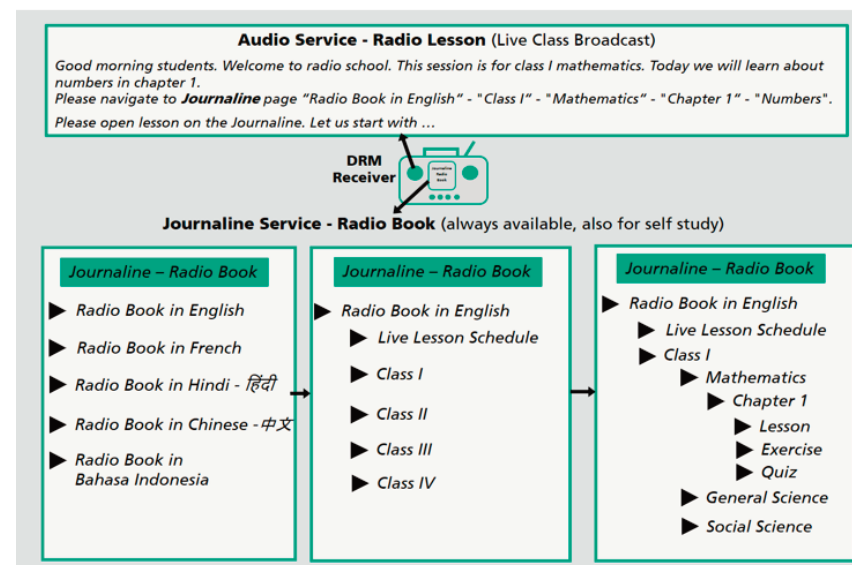 Audio Service - Radio Lesson (Live Class Broadcast)
Good morning students. Welcome to radio school. This session is for class I mathematics. Today we will learn about
numbers in chapter 1.
Please navigate to Journaline page “Radio Book in English” - "Class I” - "Mathematics” - "Chapter 1” - "Numbers".
Please open lesson on the Journaline. Let us start with …
DRM
Receiver
Journaline
Radio
Book
Journaline Service - Radio Book (always available, also for self study)
Journaline – Radio Book
Radio Book in English
Radio Book in French
Radio Book in Hindi - हिंदी
Radio Book in Chinese -中文
Radio Book in
Bahasa Indonesia
Journaline – Radio Book
Radio Book in English
Live Lesson Schedule
Class I
Class II
Class III
Class IV
Journaline – Radio Book
Radio Book in English
Live Lesson Schedule
Class I
Mathematics
Chapter 1
Lesson
Exercise
Quiz
General Science
Social Science